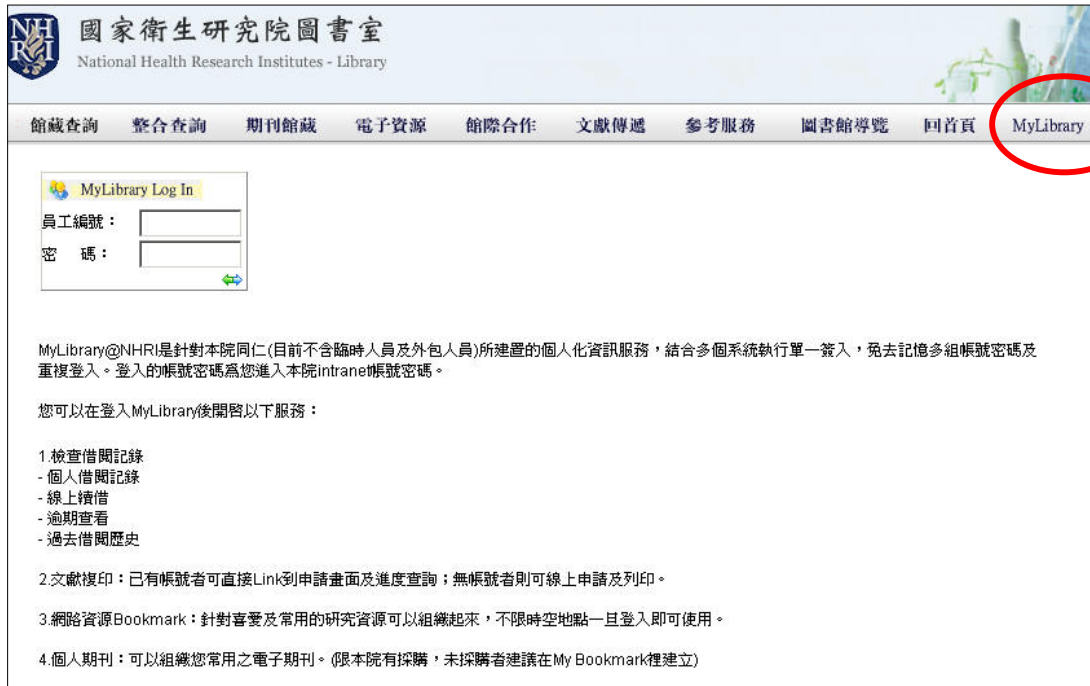 NH
RI
國家衛生研究院圖書室
National Health Research Institutes - Library
館藏查詢 整合查詢 期刊館藏 電子資源 館際合作 文獻傳遞 參考服務 圖書館導覽 回首頁 MyLibrary
MyLibrary Log In
員工編號：
密 碼：
MyLibrary@NHRI是針對本院同仁(目前不含臨時人員及外包人員)所建置的個人化資訊服務，結合多個系統執行單一簽入，免去記憶多組帳號密碼及
重複登入。登入的帳號密碼為您進入本院intranet帳號密碼。
您可以在登入MyLibrary後開啓以下服務：
1.檢查借閱記錄
- 個人借閱記錄
- 線上續借
- 逾期查看
- 過去借閱歷史
2.文獻複印：已有帳號者可直接Link到申請畫面及進度查詢；無帳號者則可線上申請及列印。
3.網路資源Bookmark：針對喜愛及常用的研究資源可以組織起來，不限時空地點一旦登入即可使用。
4.個人期刊：可以組織您常用之電子期刊。(限本院有採購，未採購者建議在My Bookmark裡建立)